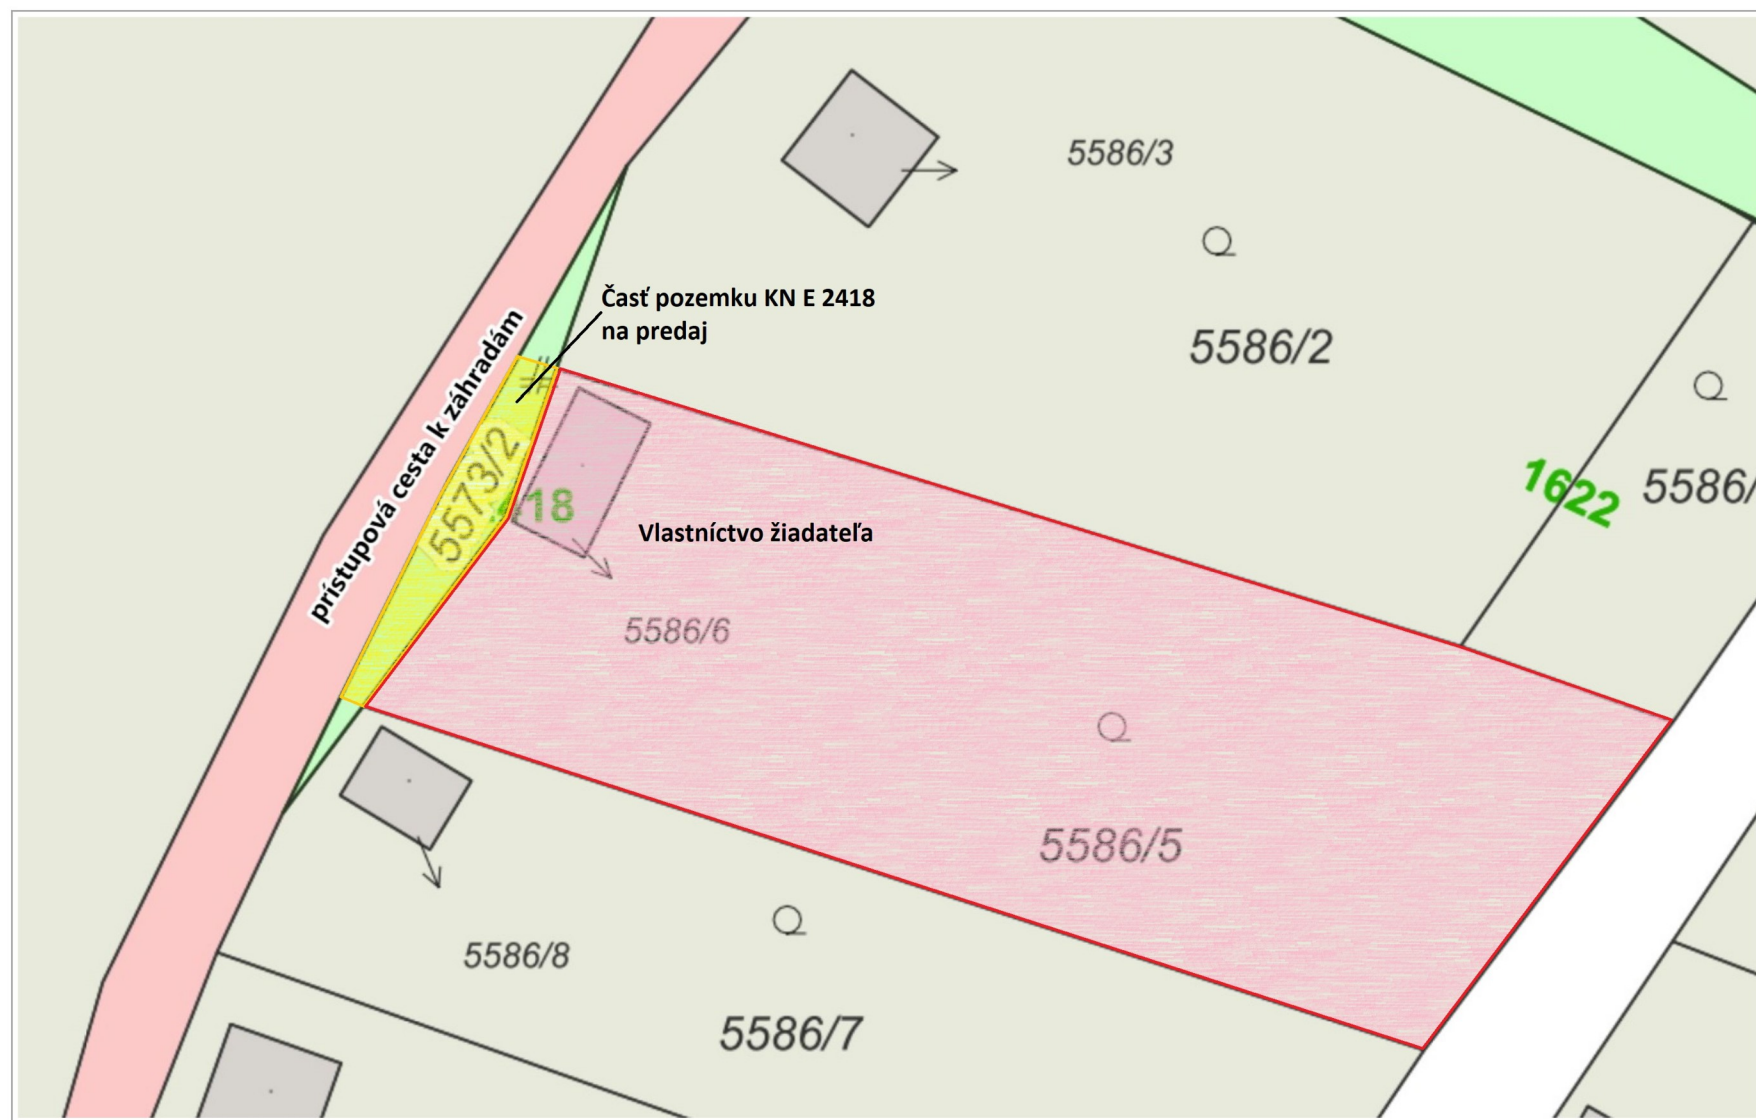 5586/3
Časť pozemku KN E 2418
na predaj
5586/2
prístupová cesta k záhradám
5573/2
18
1622
5586/
Vlastníctvo žiadateľa
5586/6
5586/5
5586/8
5586/7